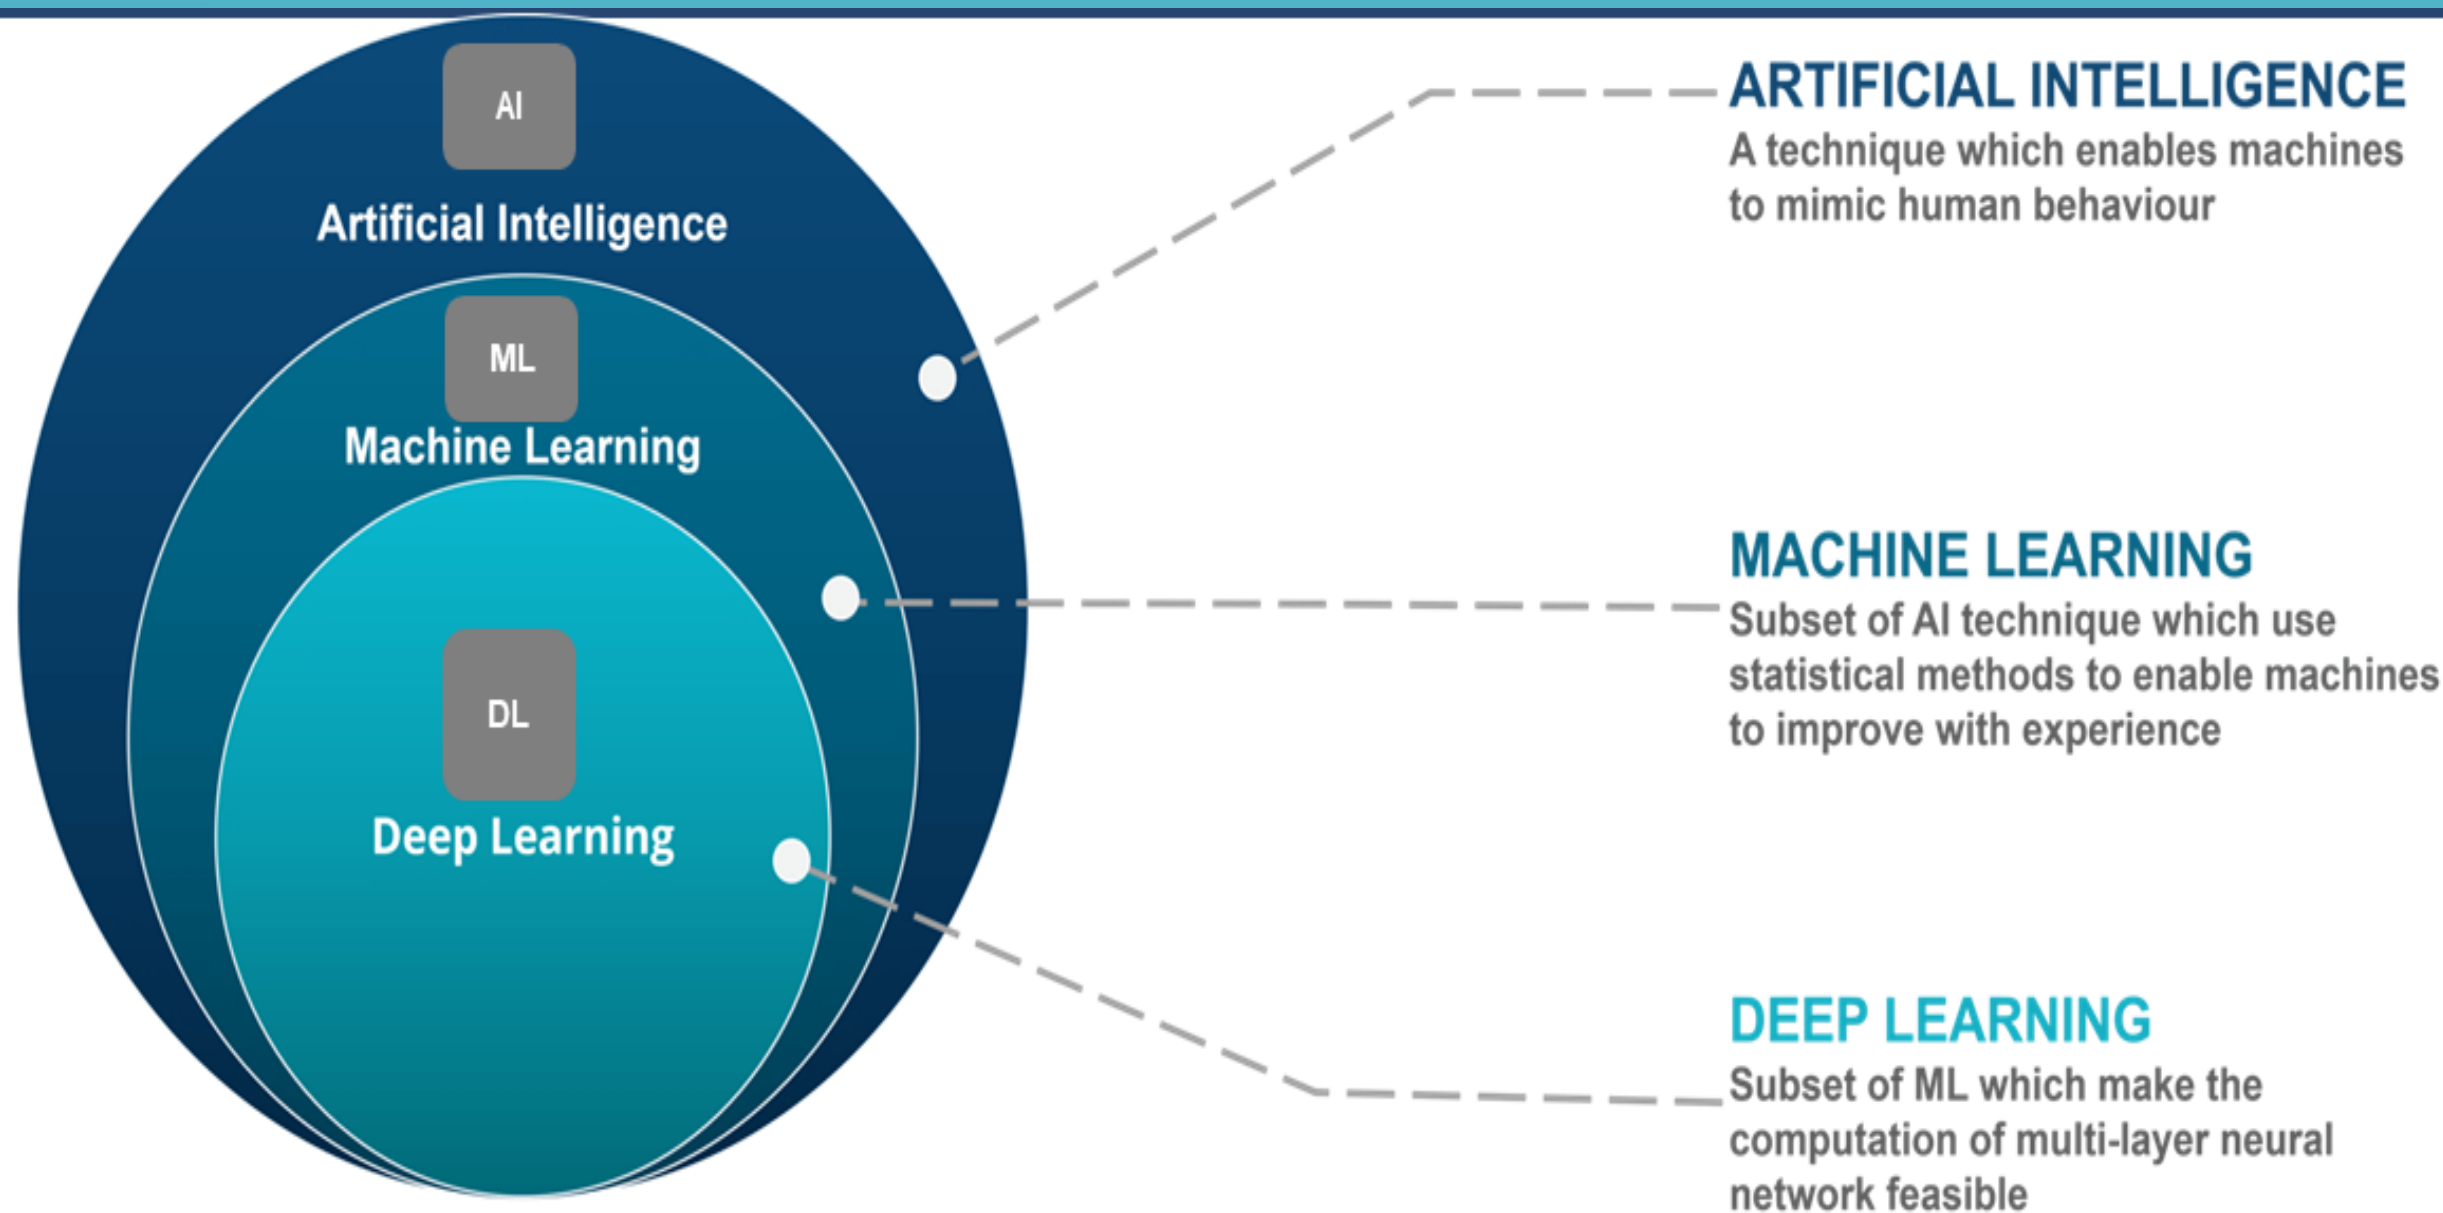 AI
Artificial Intelligence
ML
Machine Learning
DL
Deep Learning
ARTIFICIAL INTELLIGENCE
A technique which enables machines
to mimic human behaviour
MACHINE LEARNING
Subset of AI technique which use
statistical methods to enable machines
to improve with experience
DEEP LEARNING
Subset of ML which make the
computation of multi-layer neural
network feasible